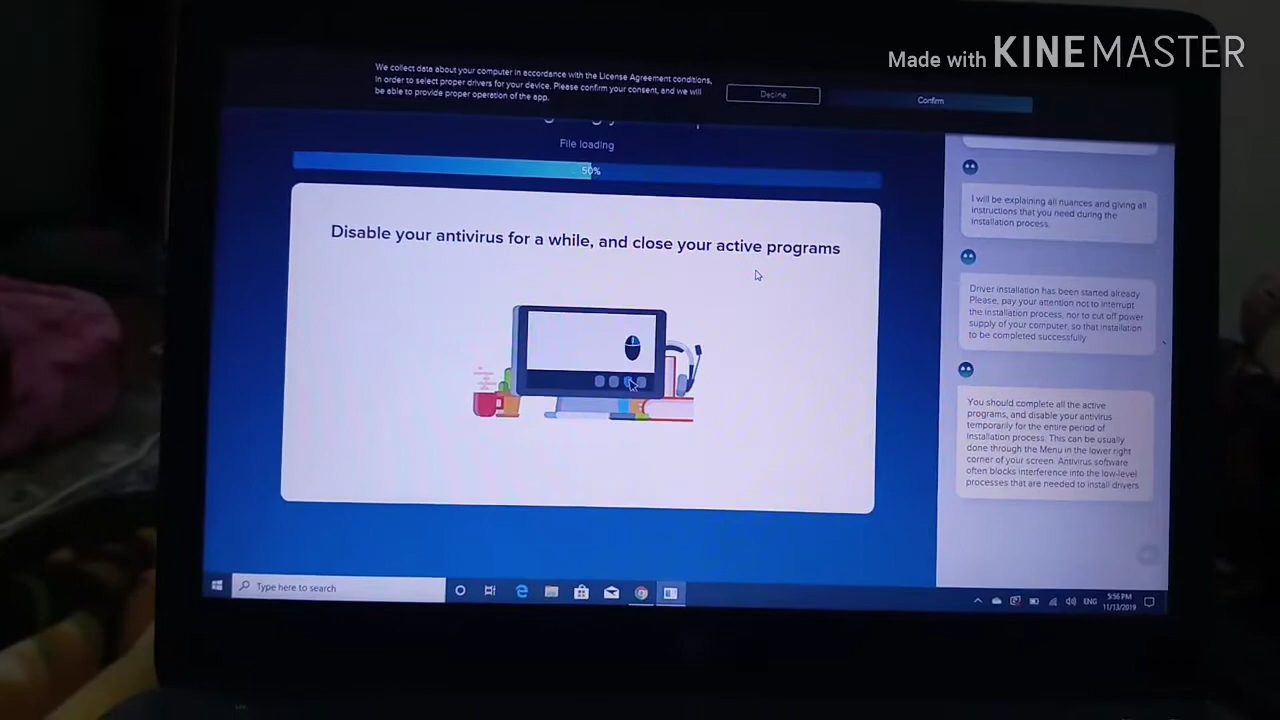 Made with KINEMASTER
We collect data about your computer in accordance with the License Agreement conditions,
in order to select proper drivers for your device. Please confirm your consent, and we will
be able to provide proper operation of the app.
Decline
Confirm
File loading
50%
Disable your antivirus for a while, and close your active programs
I will be explaining all nuances and giving all
instructions that you need during the
installation process.
Driver installation has been started already.
Please, pay your attention not to interrupt
the installation process, nor to cut off power
supply of your computer, so that installation
to be completed successfully
You should complete all the active
programs, and disable your antivirus
temporarily for the entire period of
installation process. This can be usually
done through the Menu in the lower right
corner of your screen. Antivirus software
often blocks interference into the low-level
processes that are needed to install drivers
Type here to search
ENG
5:56 PM
11/13/2019